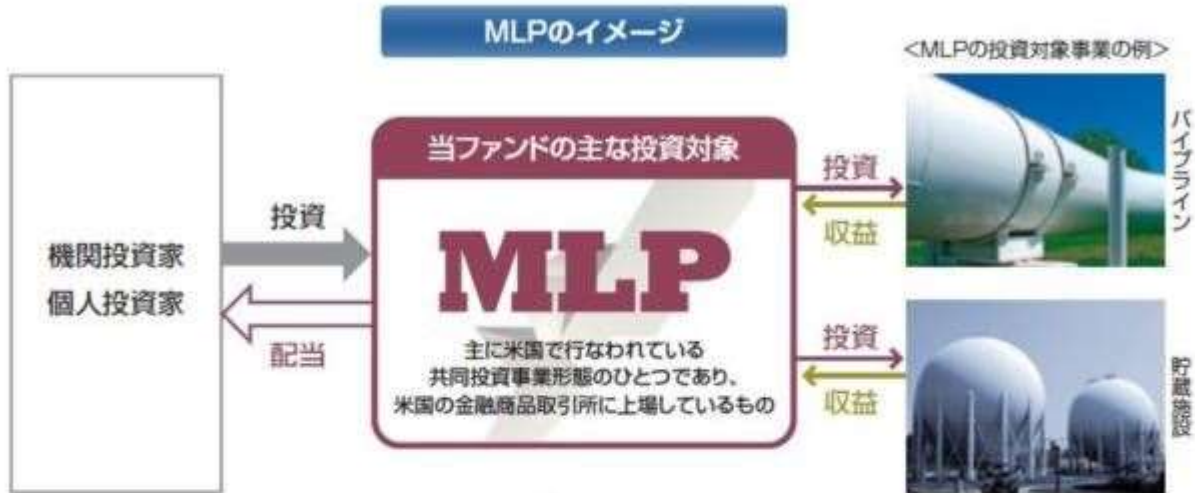 MLPのイメージ
<MLPの投資対象事業の例>
機関投資家
個人投資家
投資
配当
当ファンドの主な投資対象
MLP
主に米国で行なわれている
共同投資事業形態のひとつであり、
米国の金融商品取引所に上場しているもの
投資
収益
パイプライン
投資
収益
貯蔵施設